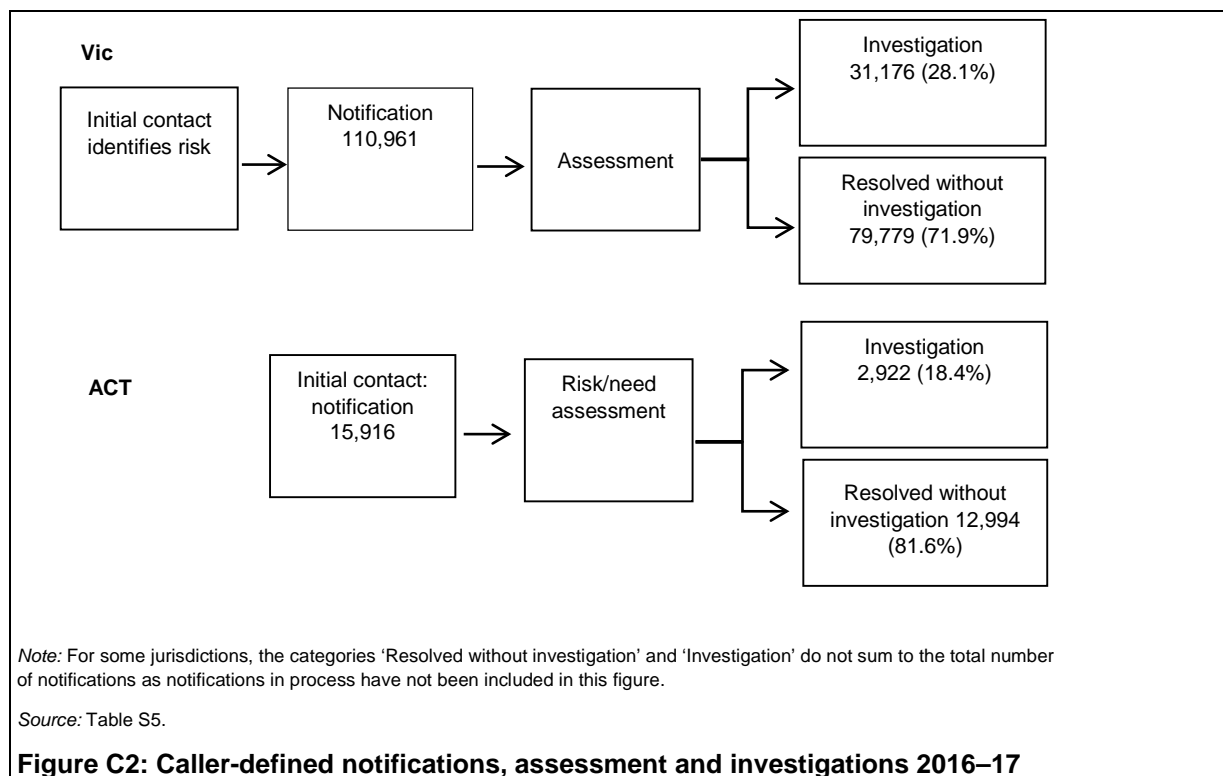 Vic
Initial contact
identifies risk
Notification
110,961
Assessment
Investigation
31,176 (28.1%)
Resolved without
investigation
79,779 (71.9%)
ACT
Initial contact:
notification
15,916
Risk/need
assessment
Investigation
2,922 (18.4%)
Resolved without
investigation 12,994
(81.6%)
Note: For some jurisdictions, the categories ‘Resolved without investigation’ and ‘Investigation’ do not sum to the total number
of notifications as notifications in process have not been included in this figure.
Source: Table S5.
Figure C2: Caller-defined notifications, assessment and investigations 2016–17